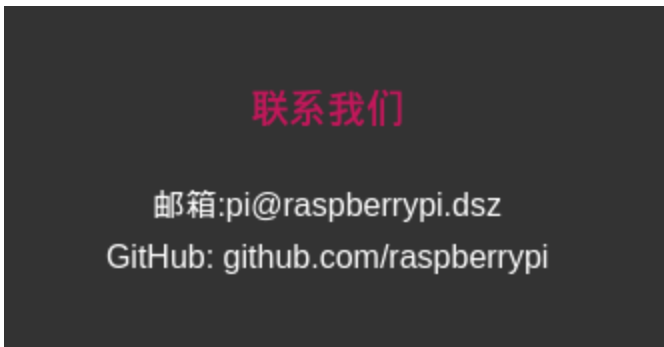 联系我们
邮箱:pi@raspberrypi.dsz
GitHub: github.com/raspberrypi